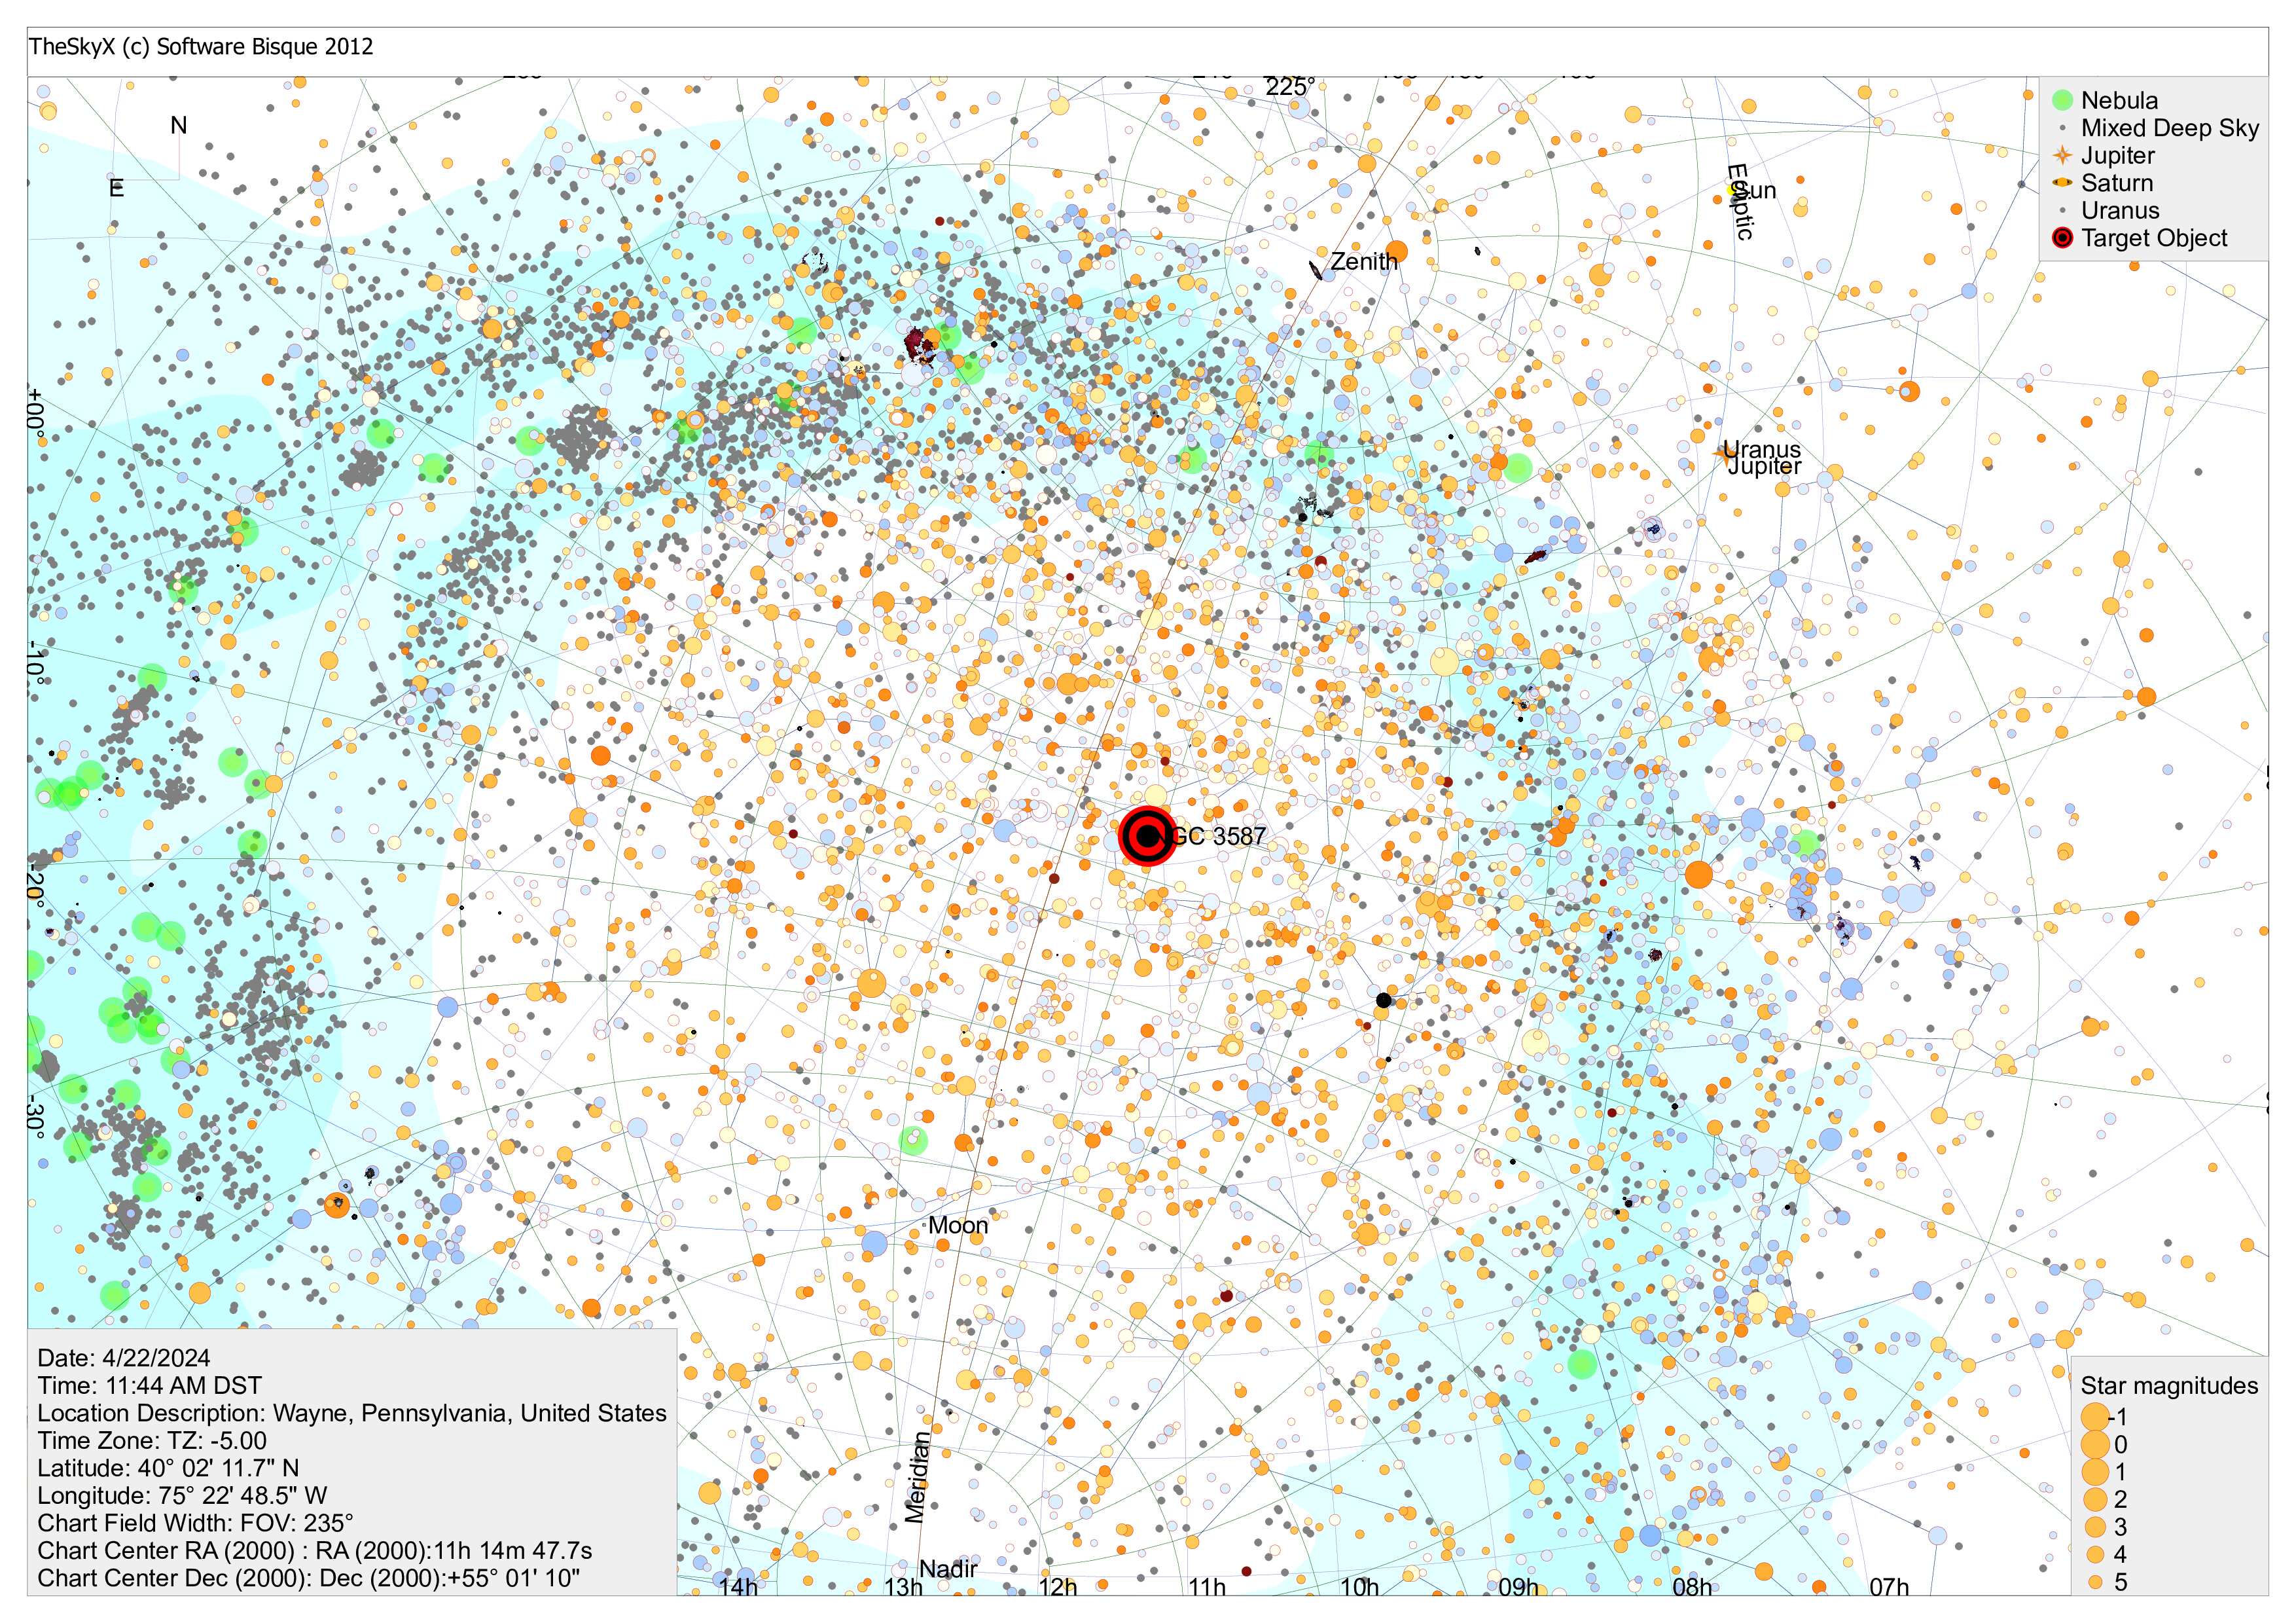 TheSkyX (c) Software Bisque 2012
225°
N
E
Nebula
Mixed Deep Sky
Jupiter
Saturn
Uranus
Target Object
Ecliptic
Sun
Zenith
+00°
Uranus
Jupiter
-10°
GC 3587
-20°
-30°
Moon
Meridian
Nadir
Date: 4/22/2024
Time: 11:44 AM DST
Location Description: Wayne, Pennsylvania, United States
Time Zone: TZ: -5.00
Latitude: 40° 02' 11.7" N
Longitude: 75° 22' 48.5" W
Chart Field Width: FOV: 235°
Chart Center RA (2000) : RA (2000):11h 14m 47.7s
Chart Center Dec (2000): Dec (2000):+55° 01' 10"
Star magnitudes
-1
0
1
2
3
4
5
14h 13h 12h 11h 10h 09h 08h 07h